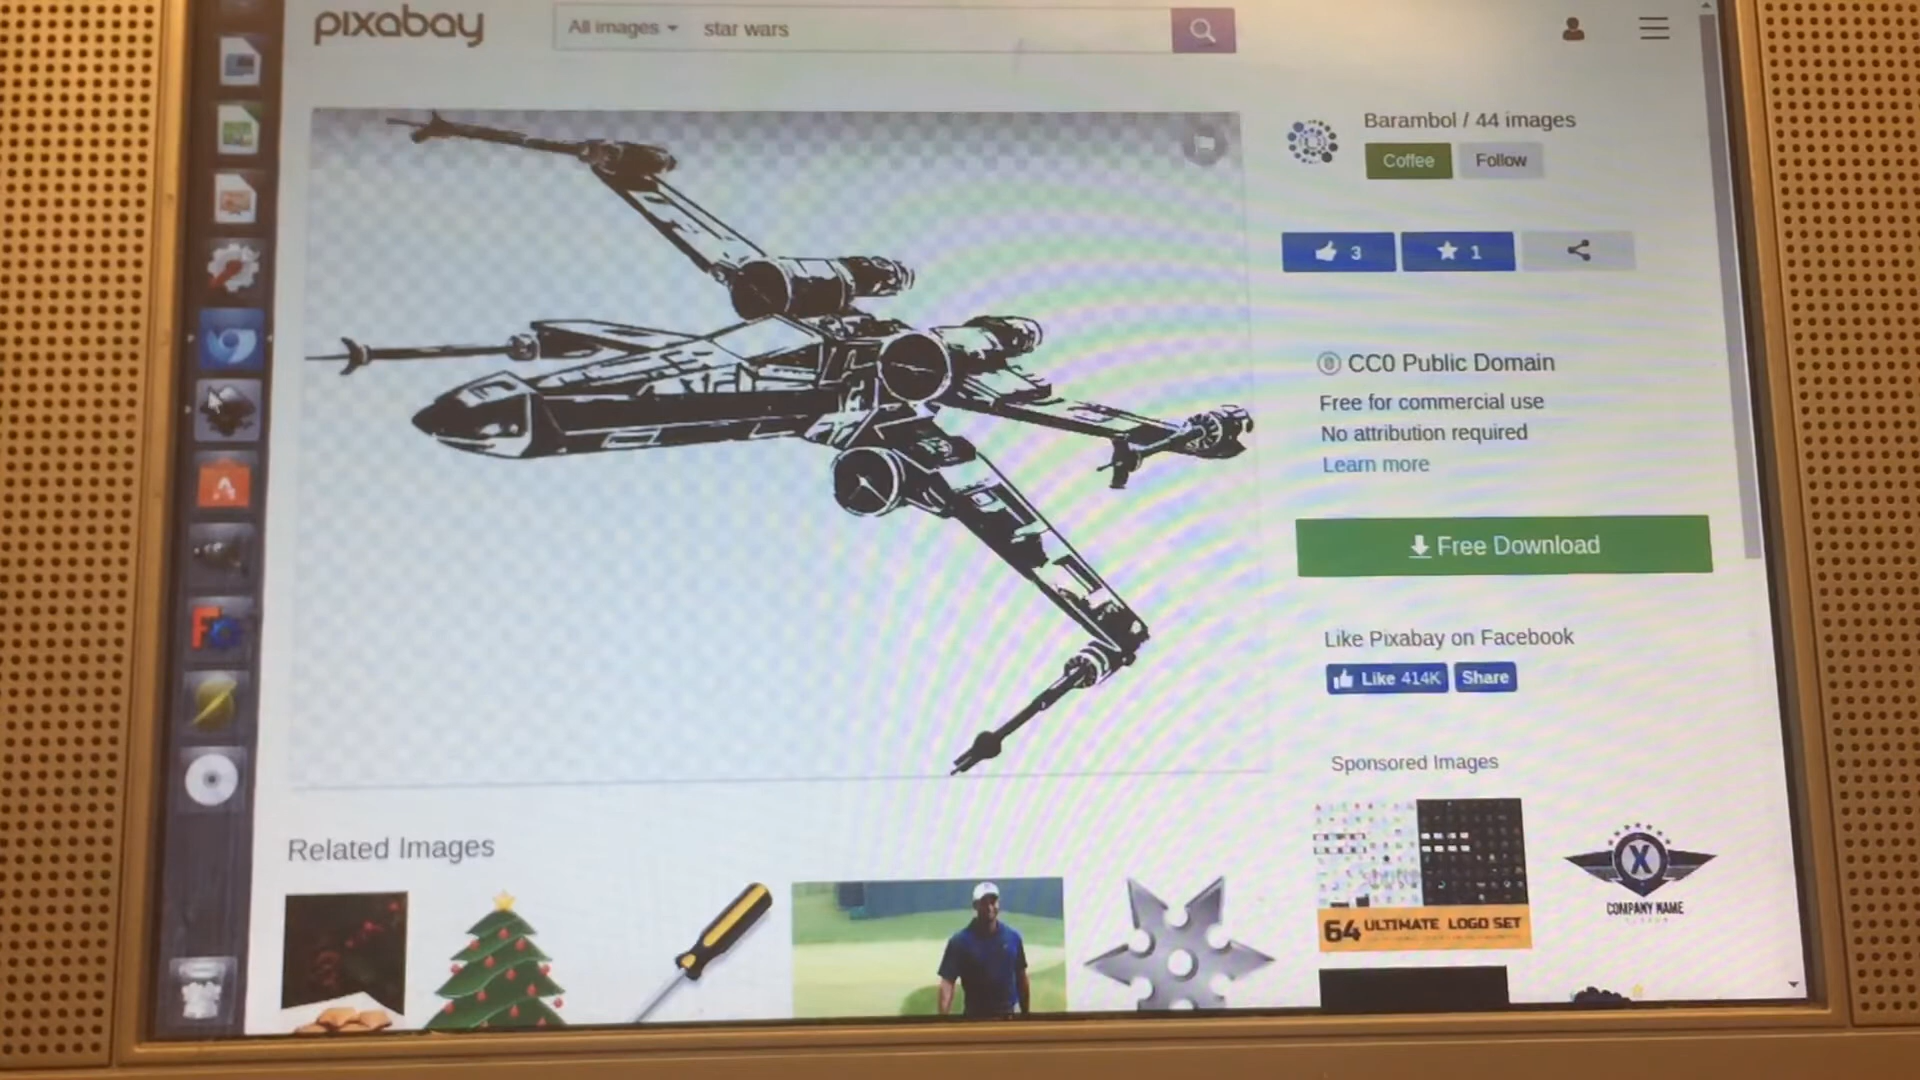 pixabay
All images
star wars
Barambol / 44 images
Coffee
Follow
3
1
CC0 Public Domain
Free for commercial use
No attribution required
Learn more
Free Download
Like Pixabay on Facebook
Like 414K
Share
Sponsored Images
64 ULTIMATE LOGO SET
X
COMPANY NAME
Related Images